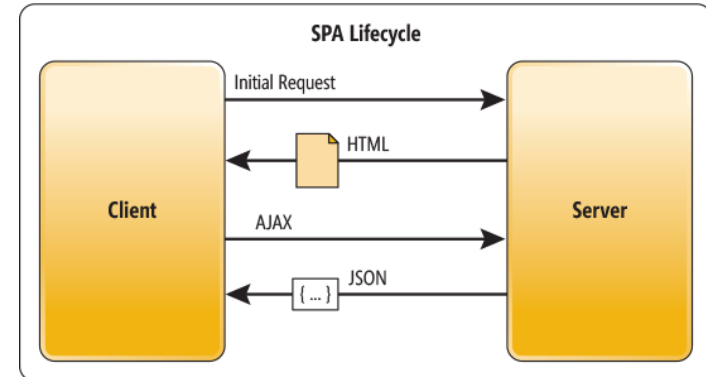 SPA Lifecycle
Initial Request
HTML
Client
Server
AJAX
JSON
{ ... }